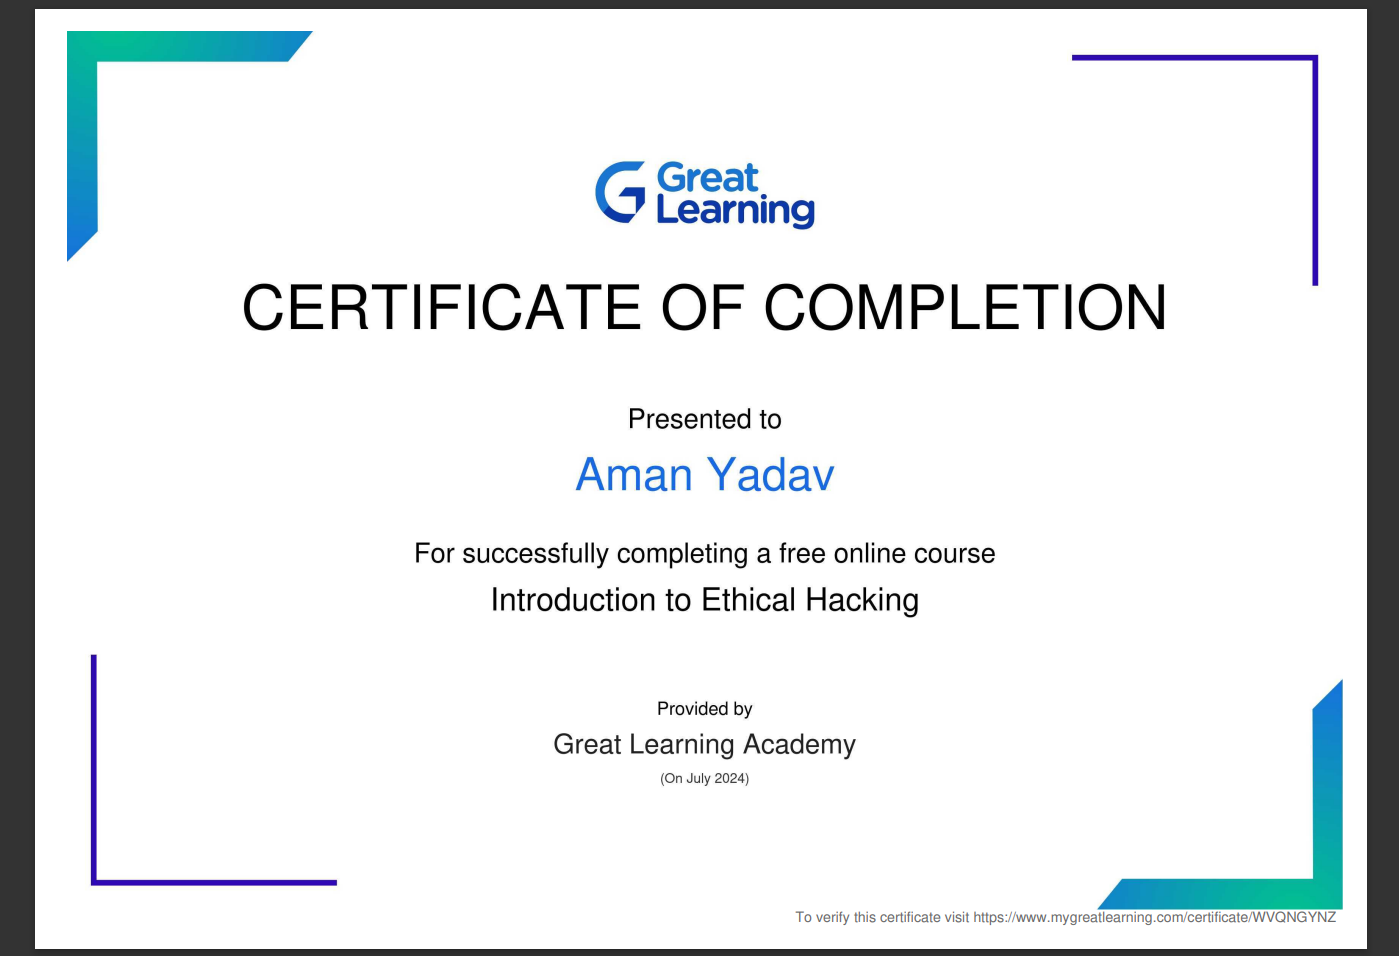 Great
Learning
CERTIFICATE OF COMPLETION
Presented to
Aman Yadav
For successfully completing a free online course
Introduction to Ethical Hacking
Provided by
Great Learning Academy
(On July 2024)
To verify this certificate visit https://www.mygreatlearning.com/certificate/WVQNGYNZ